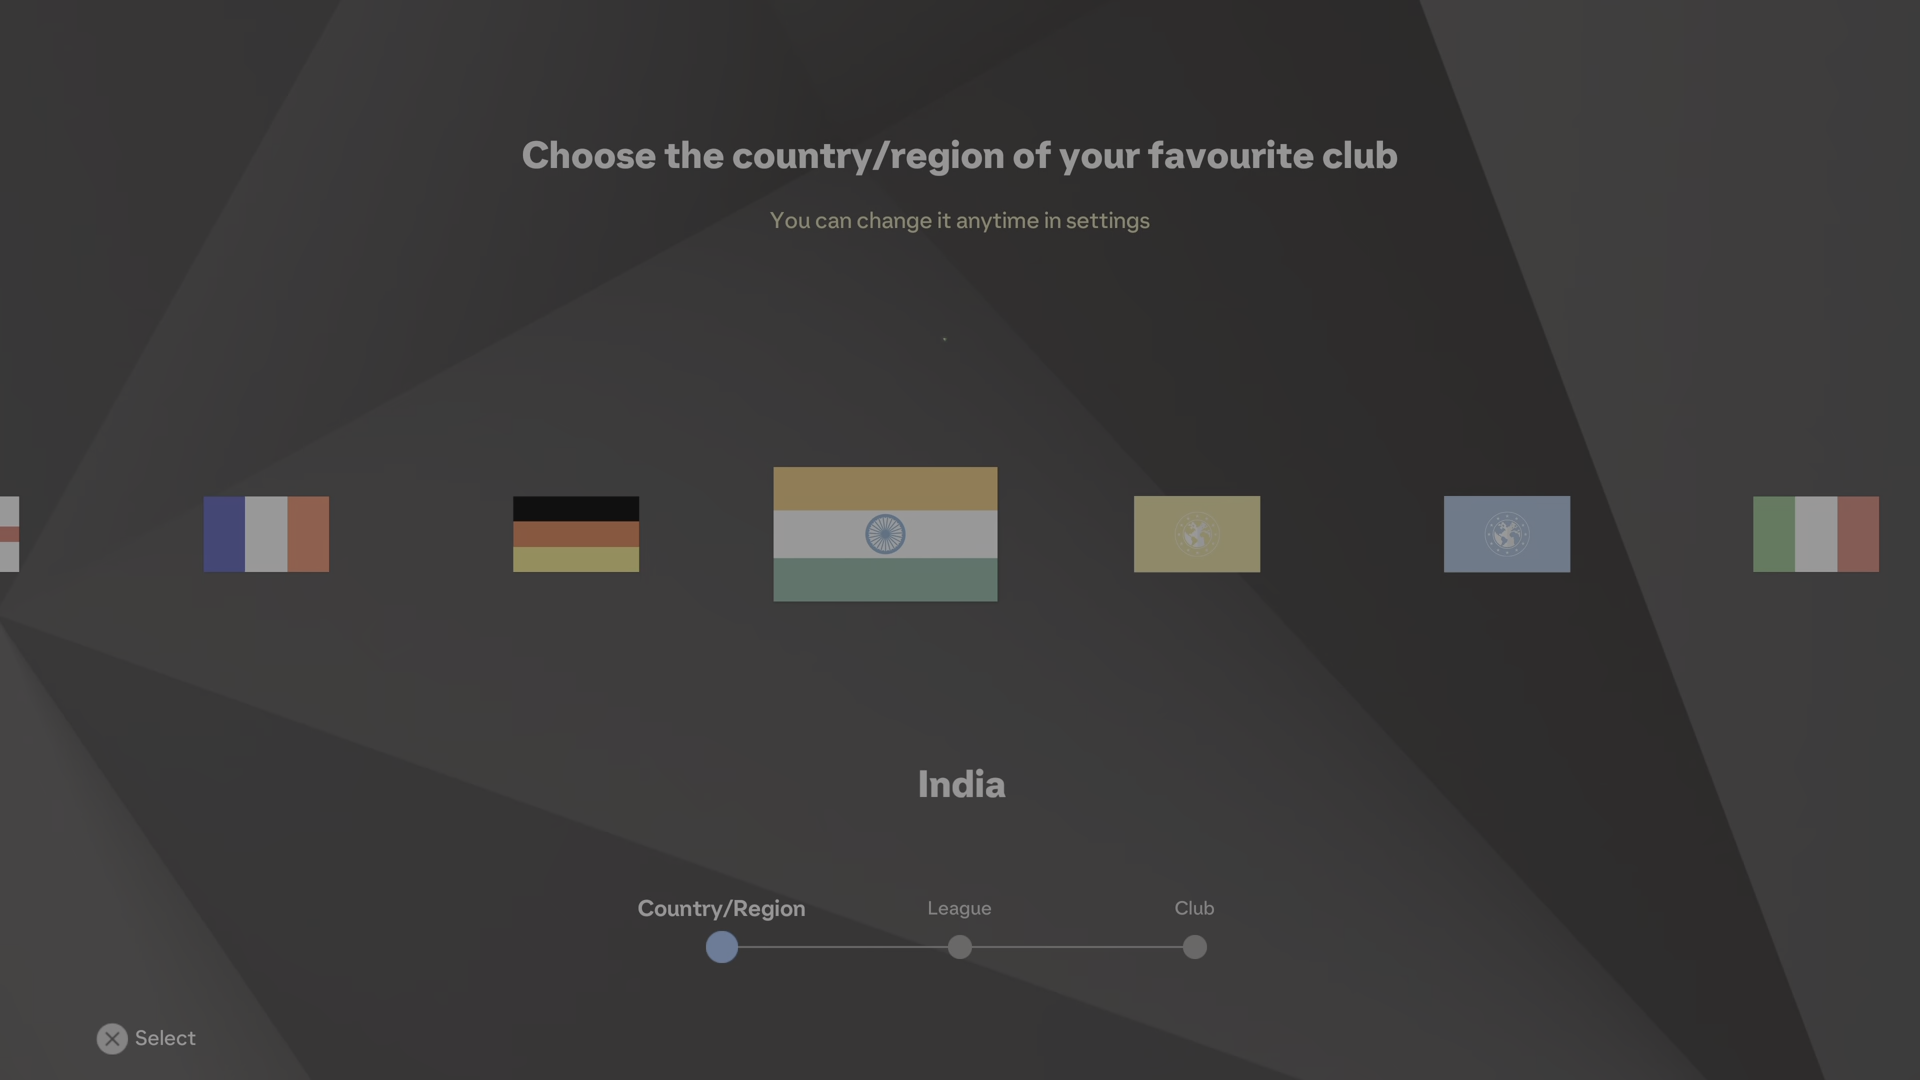 Choose the country/region of your favourite club
You can change it anytime in settings
India
Country/Region
League
Club
Select